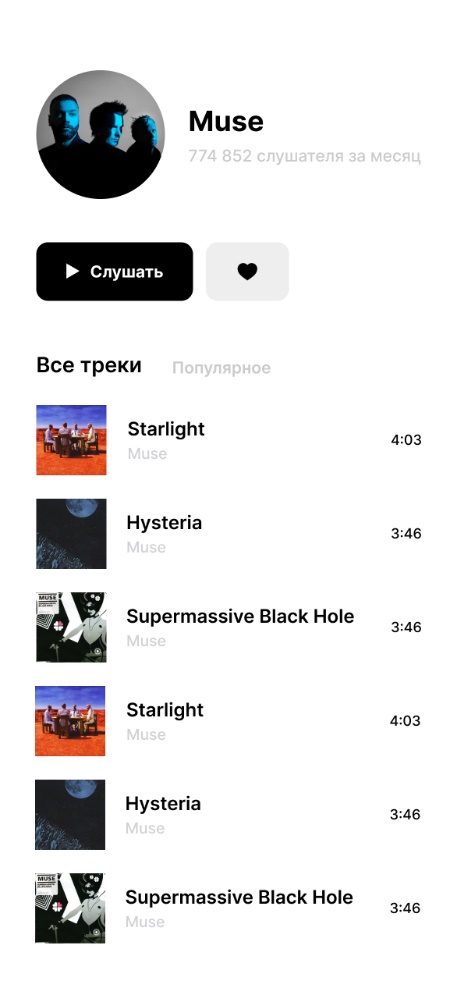 Muse
774 852 слушателя за месяц
Слушать
Все треки Популярное
Starlight
Muse
4:03
Hysteria
Muse
3:46
MUSE
Supermassive Black Hole
Muse
3:46
Starlight
Muse
4:03
Hysteria
Muse
3:46
MUSE
Supermassive Black Hole
Muse
3:46